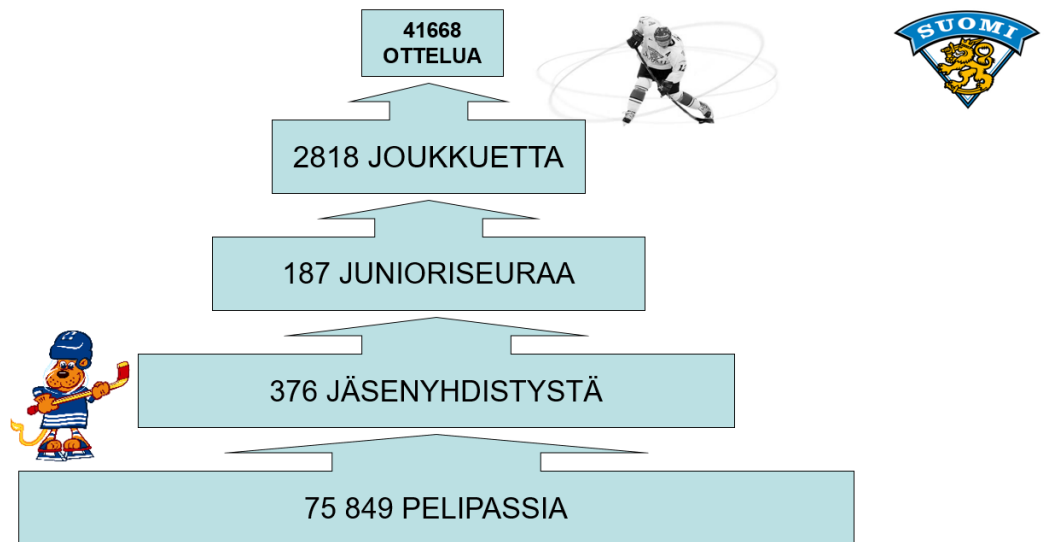 41668
OTTELUA
SUOMI
2818 JOUKKUETTA
187 JUNIORISEURAA
376 JÄSENYHDISTYSTÄ
75 849 PELIPASSIA